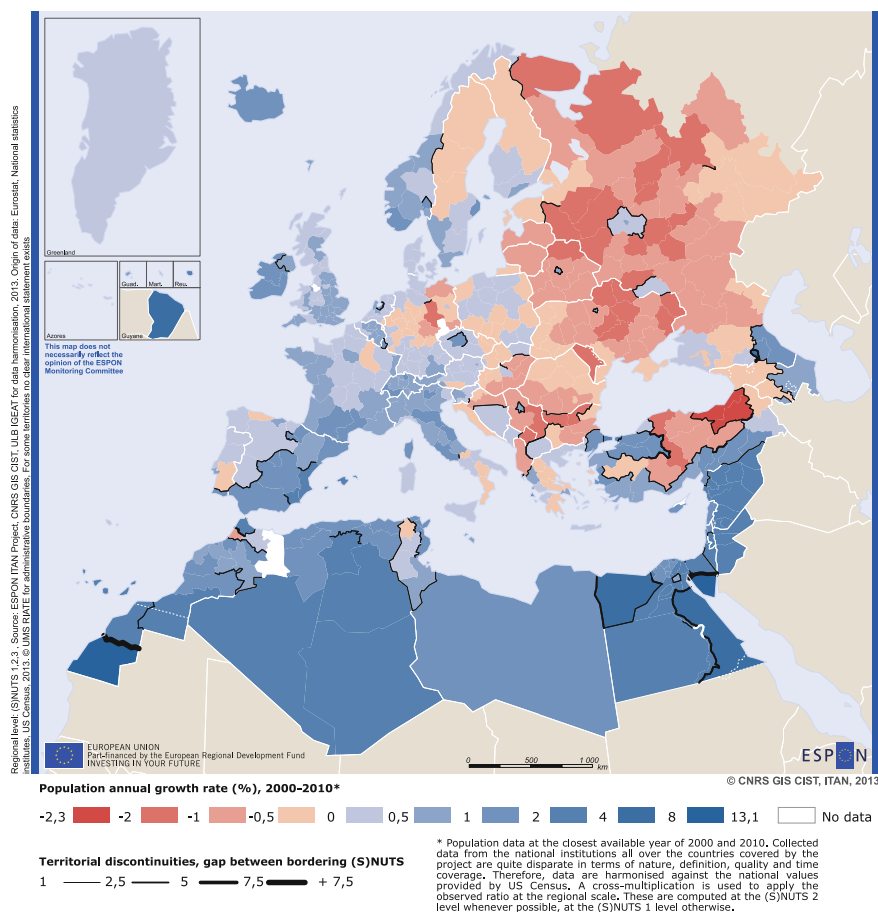 Regional level: (S)NUTS 1,2,3 . Source: ESPON ITAN Project, CNRS GIS CIST, ULB IGEAT for data harmonisation, 2013. Origin of data: Eurostat, National statistics
institutes, US Census, 2013. © UMS RIATE for administrative boundaries, For some territories no clear international statement exists
Greenland
Azores
Guad.
Mart.
Reu.
Guyane
This map does not
necessarily reflect the
opinion of the ESPON
Monitoring Committee
EUROPEAN UNION
Part-financed by the European Regional Development Fund
INVESTING IN YOUR FUTURE
0 500 1 000
km
ESPON
© CNRS GIS CIST, ITAN, 2013
Population annual growth rate (%), 2000-2010*
-2,3 -2 -1 -0,5 0 0,5 1 2 4 8 13,1 No data
Territorial discontinuities, gap between bordering (S)NUTS
1 2,5 5 7,5 + 7,5
* Population data at the closest available year of 2000 and 2010. Collected
data from the national institutions all over the countries covered by the
project are quite disparate in terms of nature, definition, quality and time
coverage. Therefore, data are harmonised against the national values
provided by US Census. A cross-multiplication is used to apply the
observed ratio at the regional scale. These are computed at the (S)NUTS 2
level whenever possible, at the (S)NUTS 1 level otherwise.